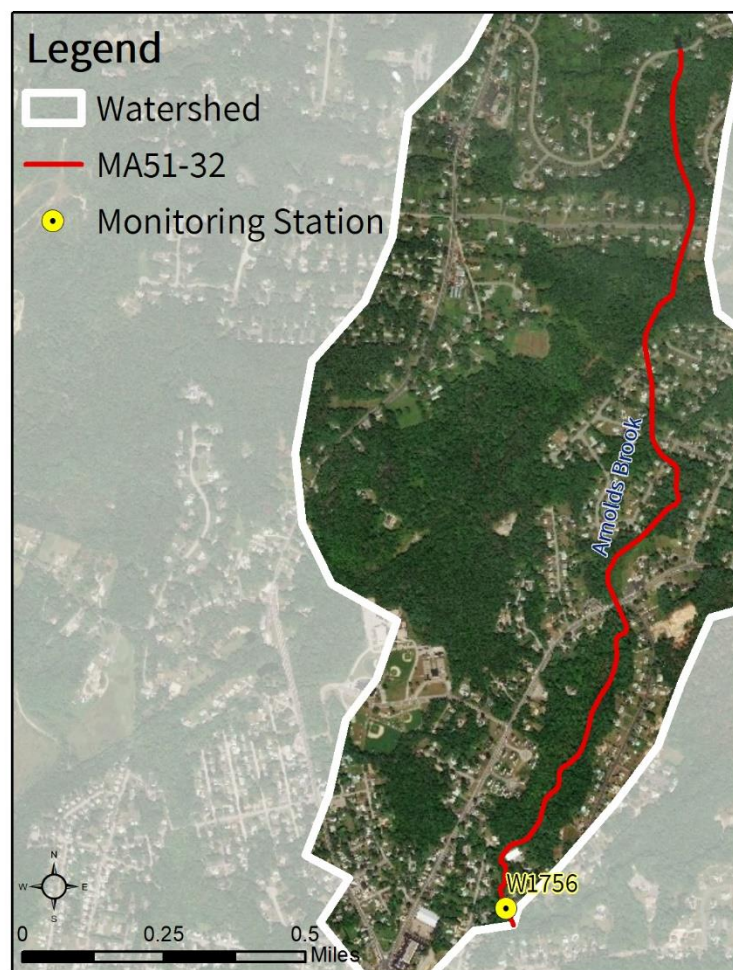 Legend
Watershed
MA51-32
Monitoring Station
Arnolds Brook
W1756
N
W E
S
0 0.25 0.5
Miles